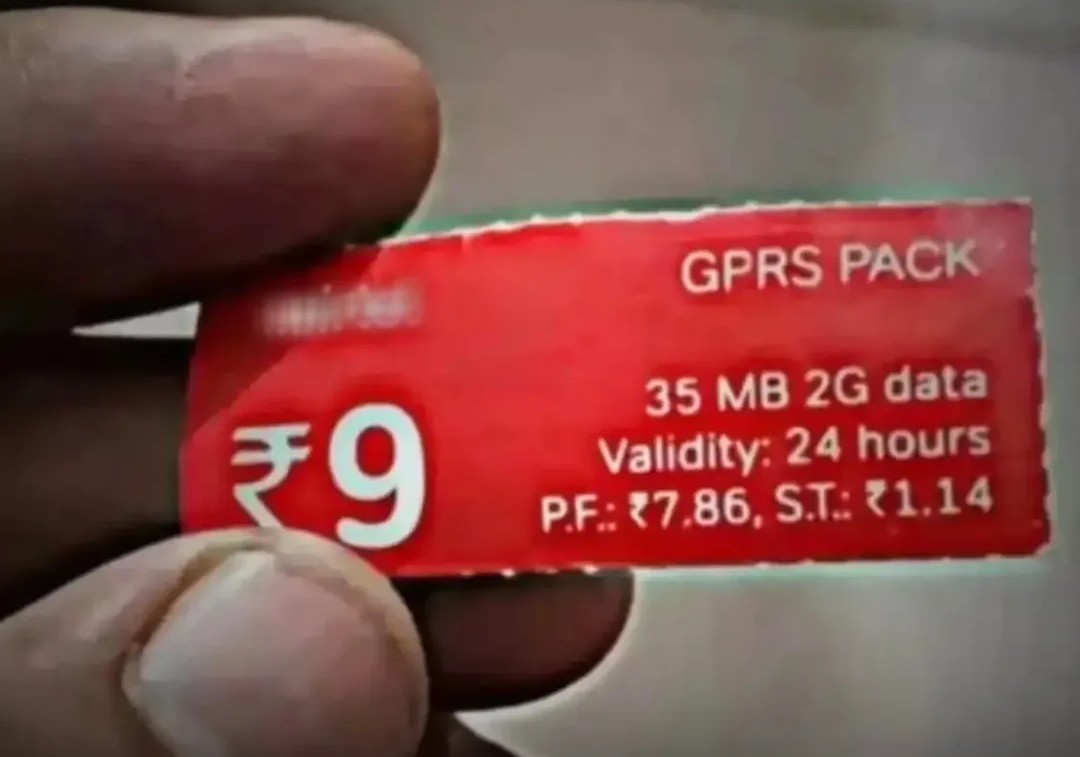 GPRS PACK
₹9
35 MB 2G data
Validity: 24 hours
P.F.: ₹7.86, S.T.: ₹1.14